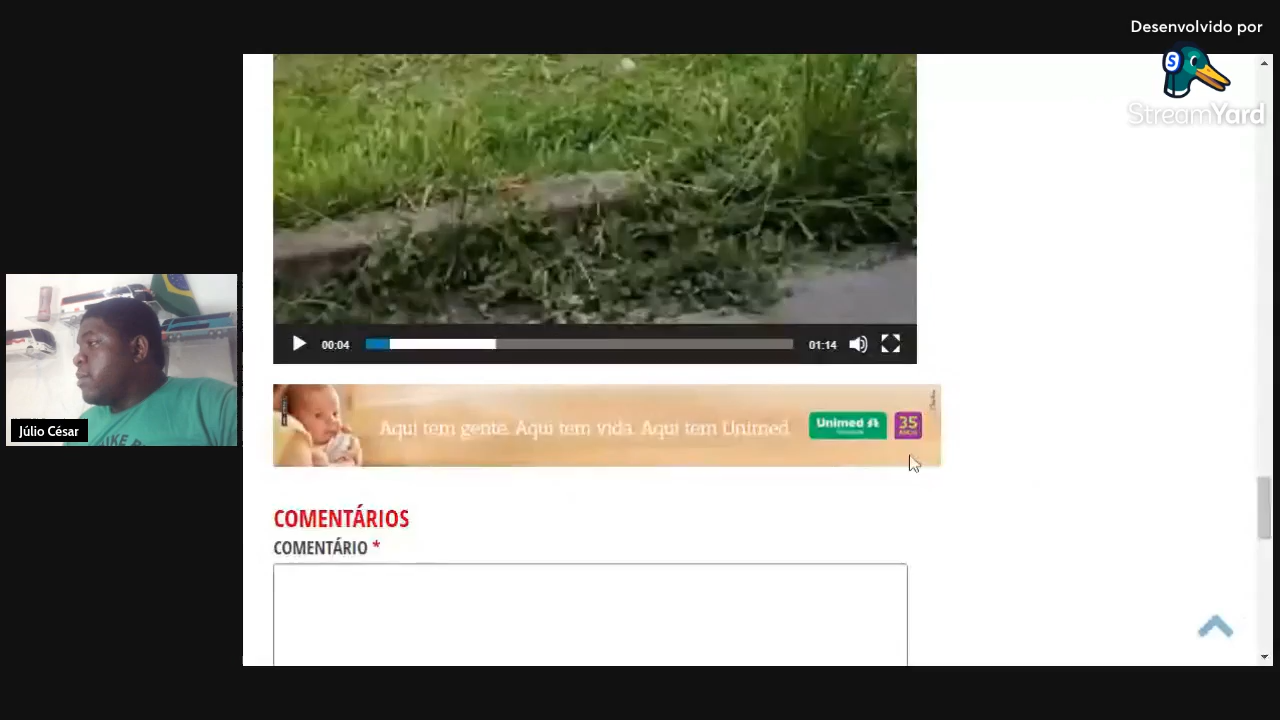 Desenvolvido por
StreamYard
00:04
01:14
Aqui tem gente. Aqui tem vida. Aqui tem Unimed
Unimed
35
ANOS
Júlio César
COMENTÁRIOS
COMENTÁRIO *